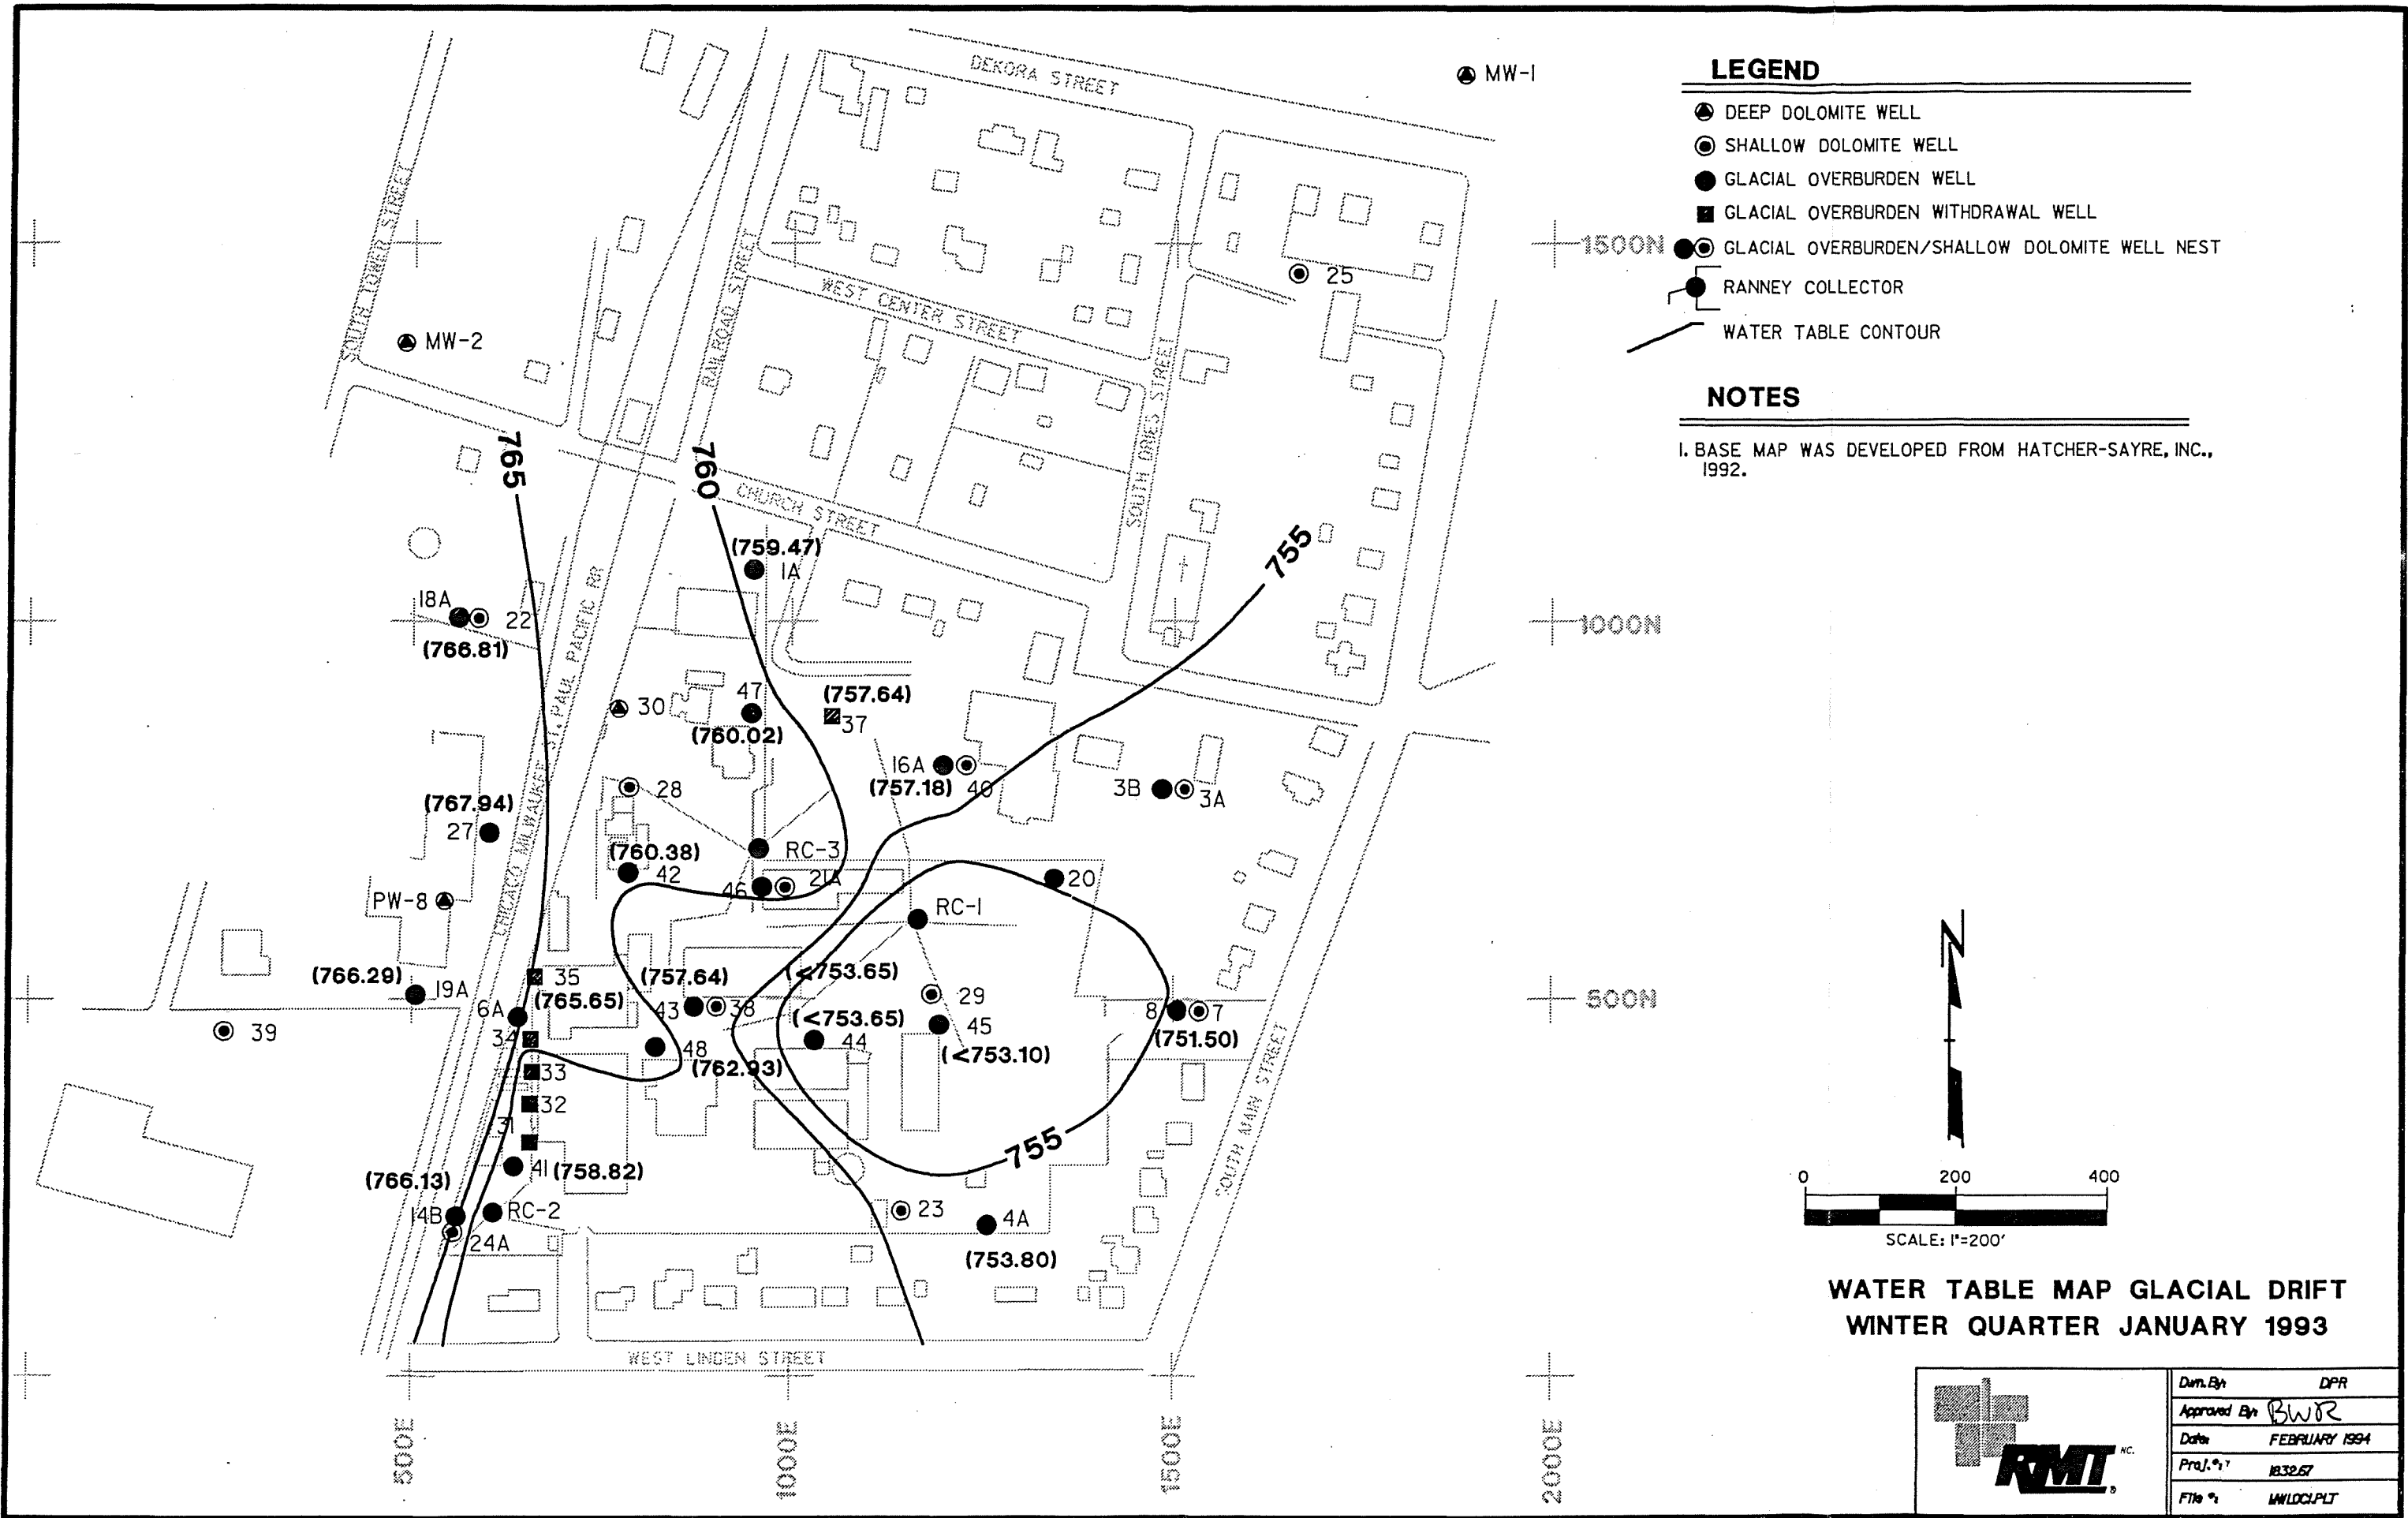 DEKORA STREET
MW-1
SOUTH TOWER STREET
RAILROAD STREET
WEST CENTER STREET
25
MW-2
SOUTH DRIES STREET
765
760
CHURCH STREET
755
(759.47)
1A
18A
22
(766.81)
CHICAGO MILWAUKEE ST. PAUL PACIFIC RR
30
47
(760.02)
(757.64)
37
28
16A
(757.18)
40
3B
3A
(767.94)
27
(760.38)
42
RC-3
46
21A
20
PW-8
RC-1
(766.29)
19A
35
(765.65)
6A
(757.64)
43
38
(<753.65)
29
39
34
48
(762.93)
(<753.65)
44
45
(<753.10)
8
7
(751.50)
33
32
31
SOUTH MAIN STREET
755
41
(758.82)
(766.13)
14B
RC-2
24A
23
4A
(753.80)
WEST LINDEN STREET
500E
1000E
1500E
2000E
1500N
1000N
500N
LEGEND
DEEP DOLOMITE WELL
SHALLOW DOLOMITE WELL
GLACIAL OVERBURDEN WELL
GLACIAL OVERBURDEN WITHDRAWAL WELL
GLACIAL OVERBURDEN/SHALLOW DOLOMITE WELL NEST
RANNEY COLLECTOR
WATER TABLE CONTOUR
NOTES
1. BASE MAP WAS DEVELOPED FROM HATCHER-SAYRE, INC.,
1992.
N
0 200 400
SCALE: 1"=200'
WATER TABLE MAP GLACIAL DRIFT
WINTER QUARTER JANUARY 1993
RMT INC.
Dwn. By: DPR
Approved By: BWR
Date: FEBRUARY 1994
Proj. #: 1832.67
File #: